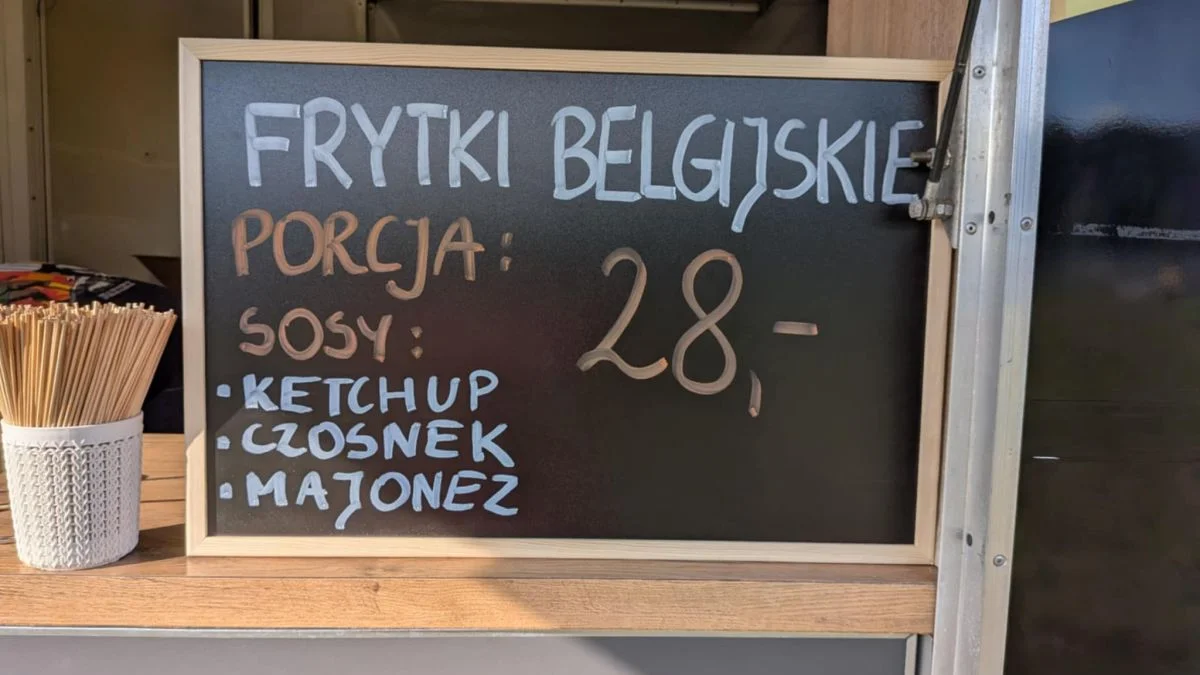 FRYTKI BELGIJSKIE
PORCJA:
28,-
SOSY:
• KETCHUP
• CZOSNEK
• MAJONEZ